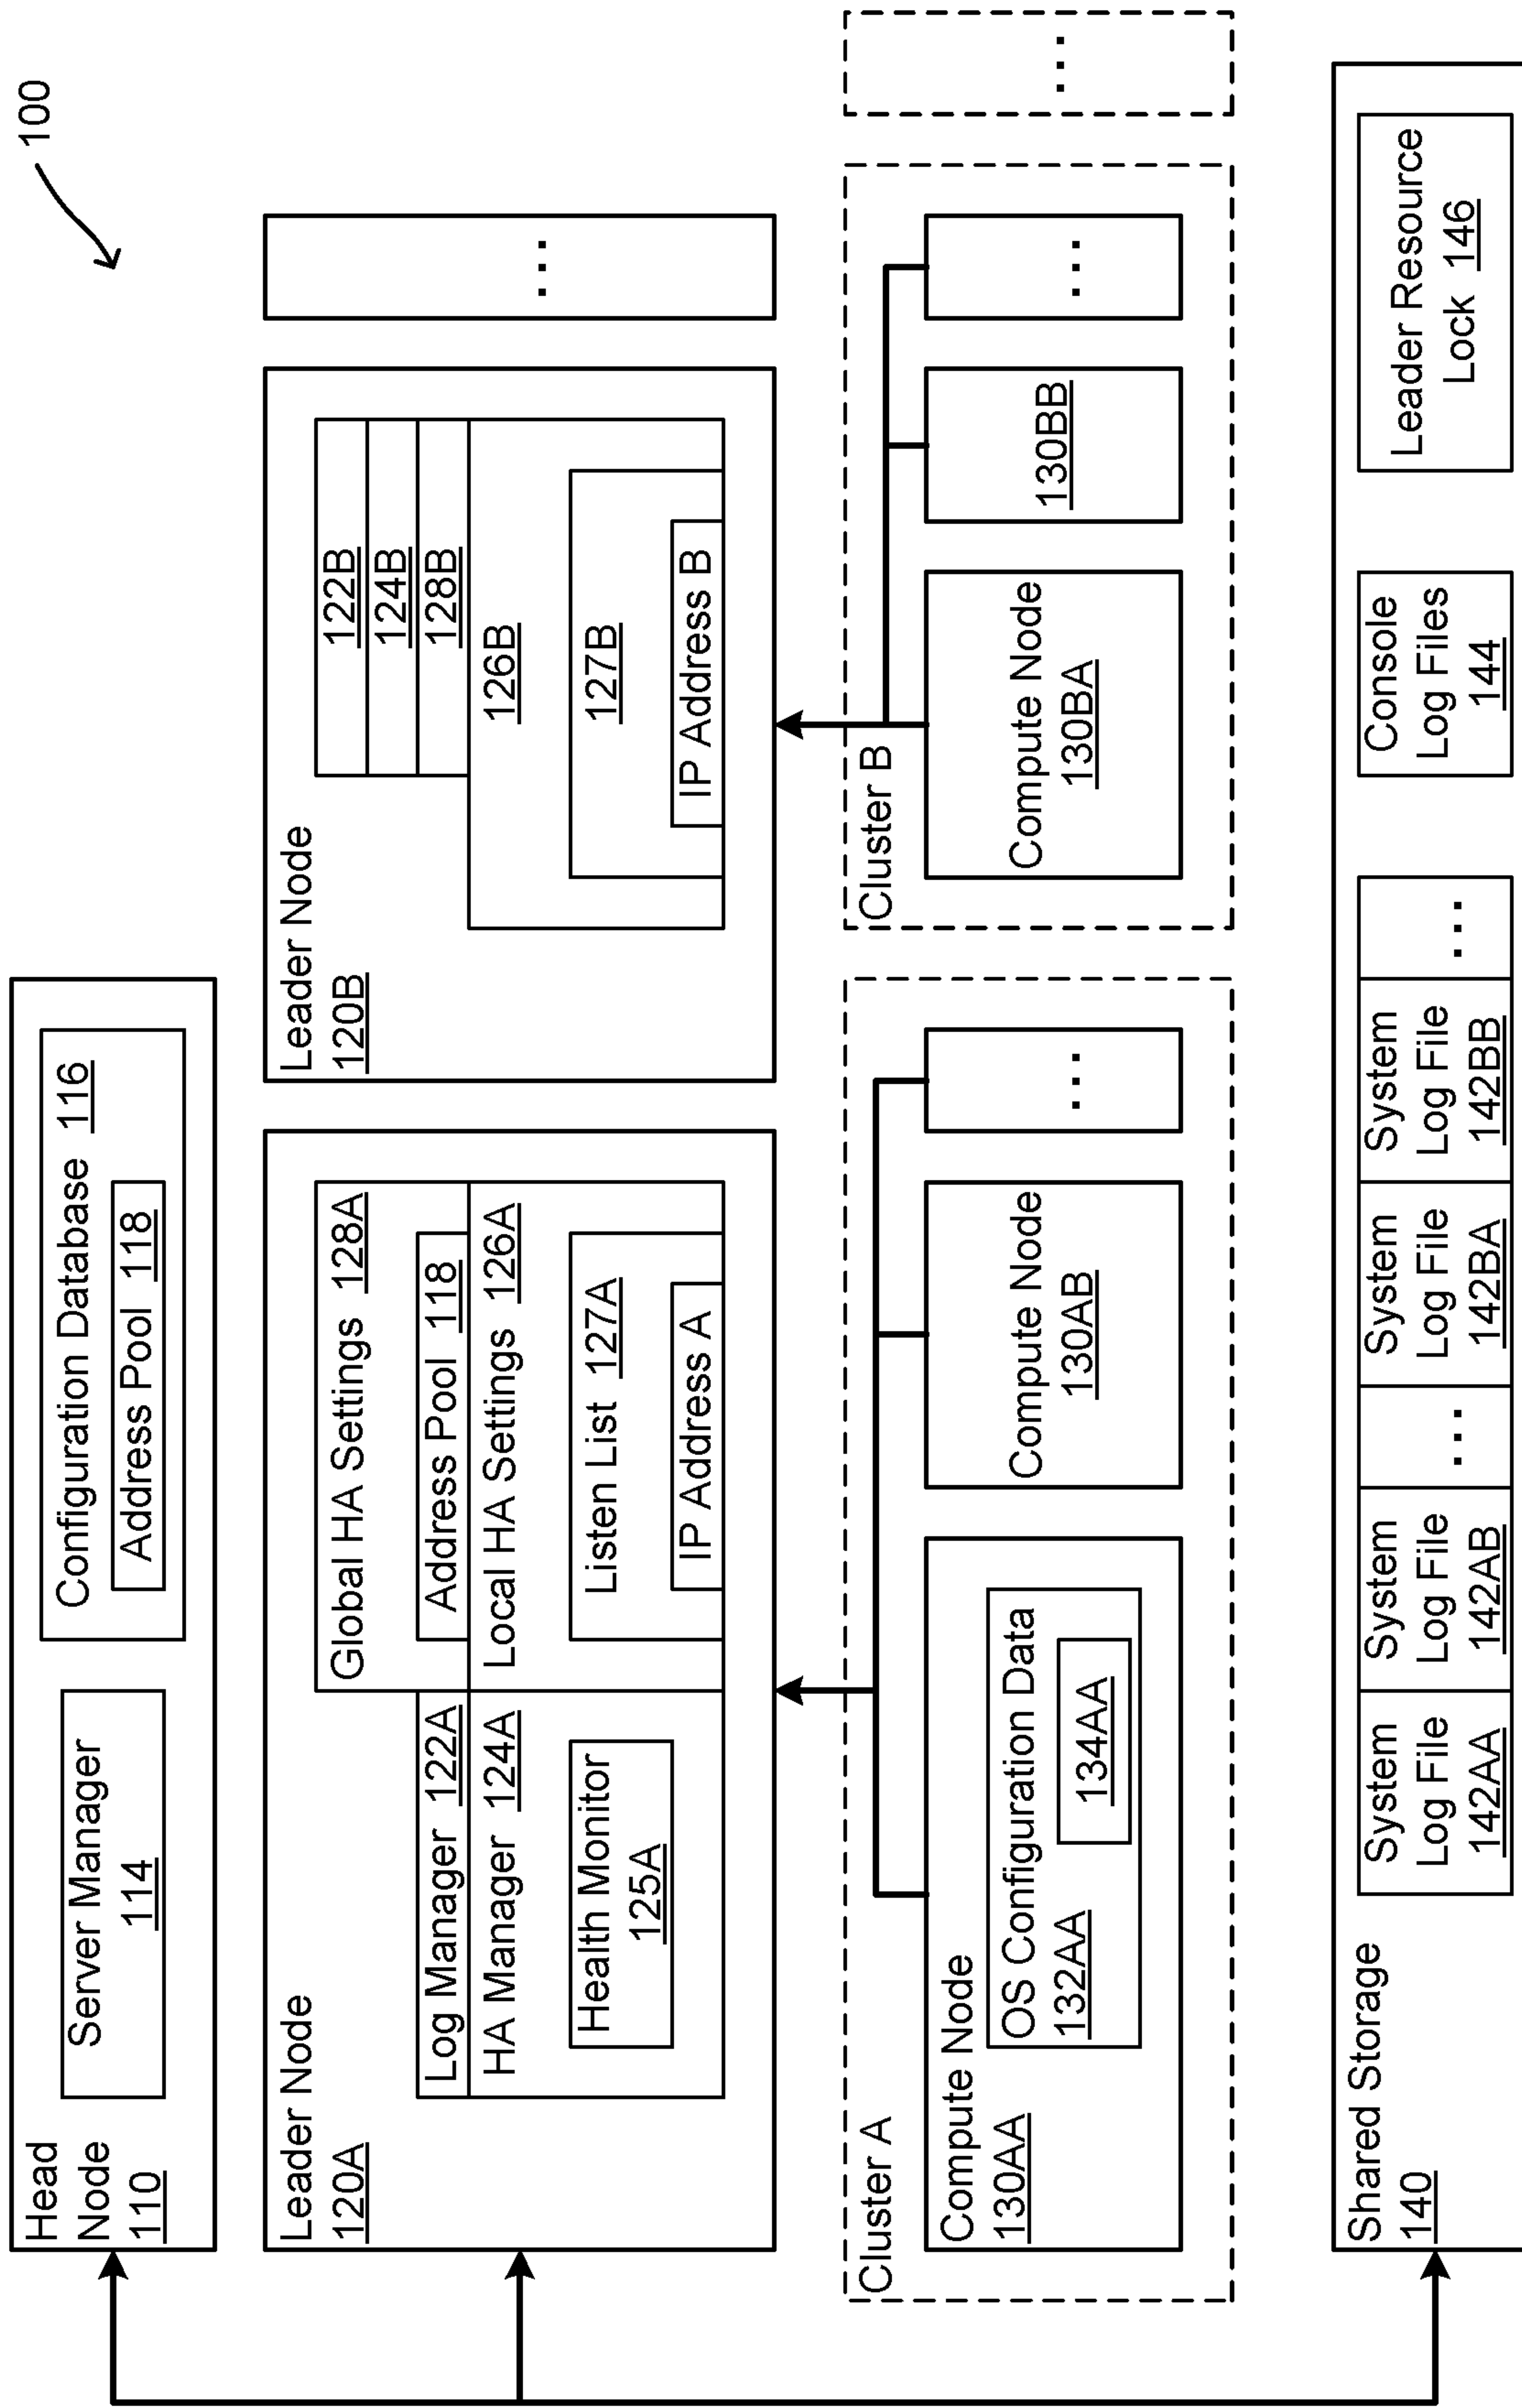 100
Head
Node
110
Server Manager
114
Configuration Database 116
Address Pool 118
Leader Node
120A
Log Manager 122A
HA Manager 124A
Health Monitor
125A
Global HA Settings 128A
Address Pool 118
Local HA Settings 126A
Listen List 127A
IP Address A
Leader Node
120B
122B
124B
128B
126B
127B
IP Address B
...
Cluster A
Compute Node
130AA
OS Configuration Data
132AA
134AA
Compute Node
130AB
...
Cluster B
Compute Node
130BA
130BB
...
...
Shared Storage
140
System
Log File
142AA
System
Log File
142AB
...
System
Log File
142BA
System
Log File
142BB
...
Console
Log Files
144
Leader Resource
Lock 146